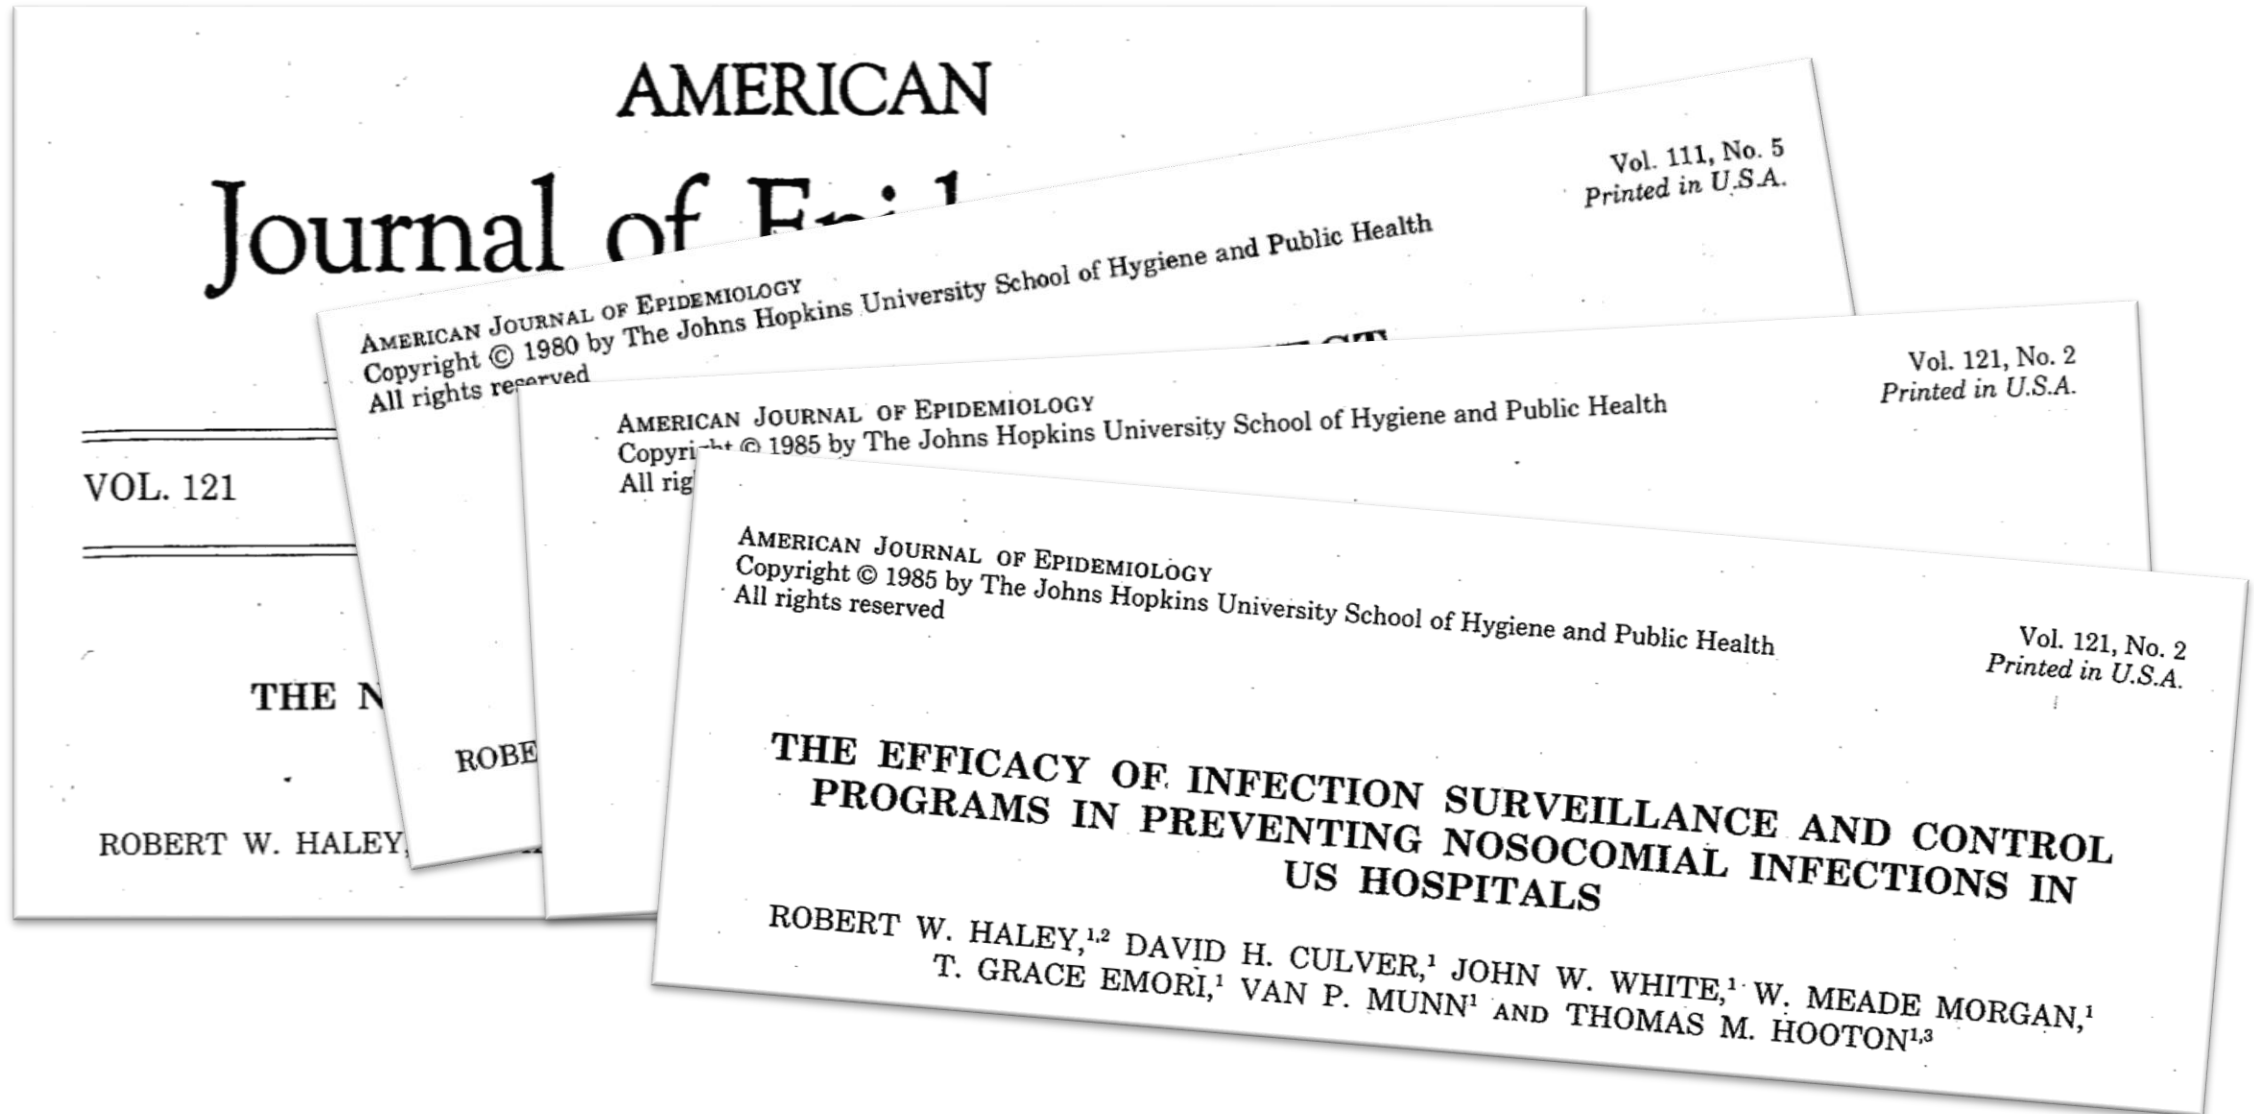 AMERICAN
Journal of
VOL. 121
THE
ROBERT W. HALEY,
AMERICAN JOURNAL OF EPIDEMIOLOGY
Copyright © 1980 by The Johns Hopkins University School of Hygiene and Public Health
All rights reserved
Vol. 111, No. 5
Printed in U.S.A.
AMERICAN JOURNAL OF EPIDEMIOLOGY
Copyright © 1985 by The Johns Hopkins University School of Hygiene and Public Health
All
Vol. 121, No. 2
Printed in U.S.A.
AMERICAN JOURNAL OF EPIDEMIOLOGY
Copyright © 1985 by The Johns Hopkins University School of Hygiene and Public Health
All rights reserved
Vol. 121, No. 2
Printed in U.S.A.
THE EFFICACY OF INFECTION SURVEILLANCE AND CONTROL
PROGRAMS IN PREVENTING NOSOCOMIAL INFECTIONS IN
US HOSPITALS
ROBERT W. HALEY,¹,² DAVID H. CULVER,¹ JOHN W. WHITE,¹ W. MEADE MORGAN,¹
T. GRACE EMORI,¹ VAN P. MUNN¹ AND THOMAS M. HOOTON¹,³